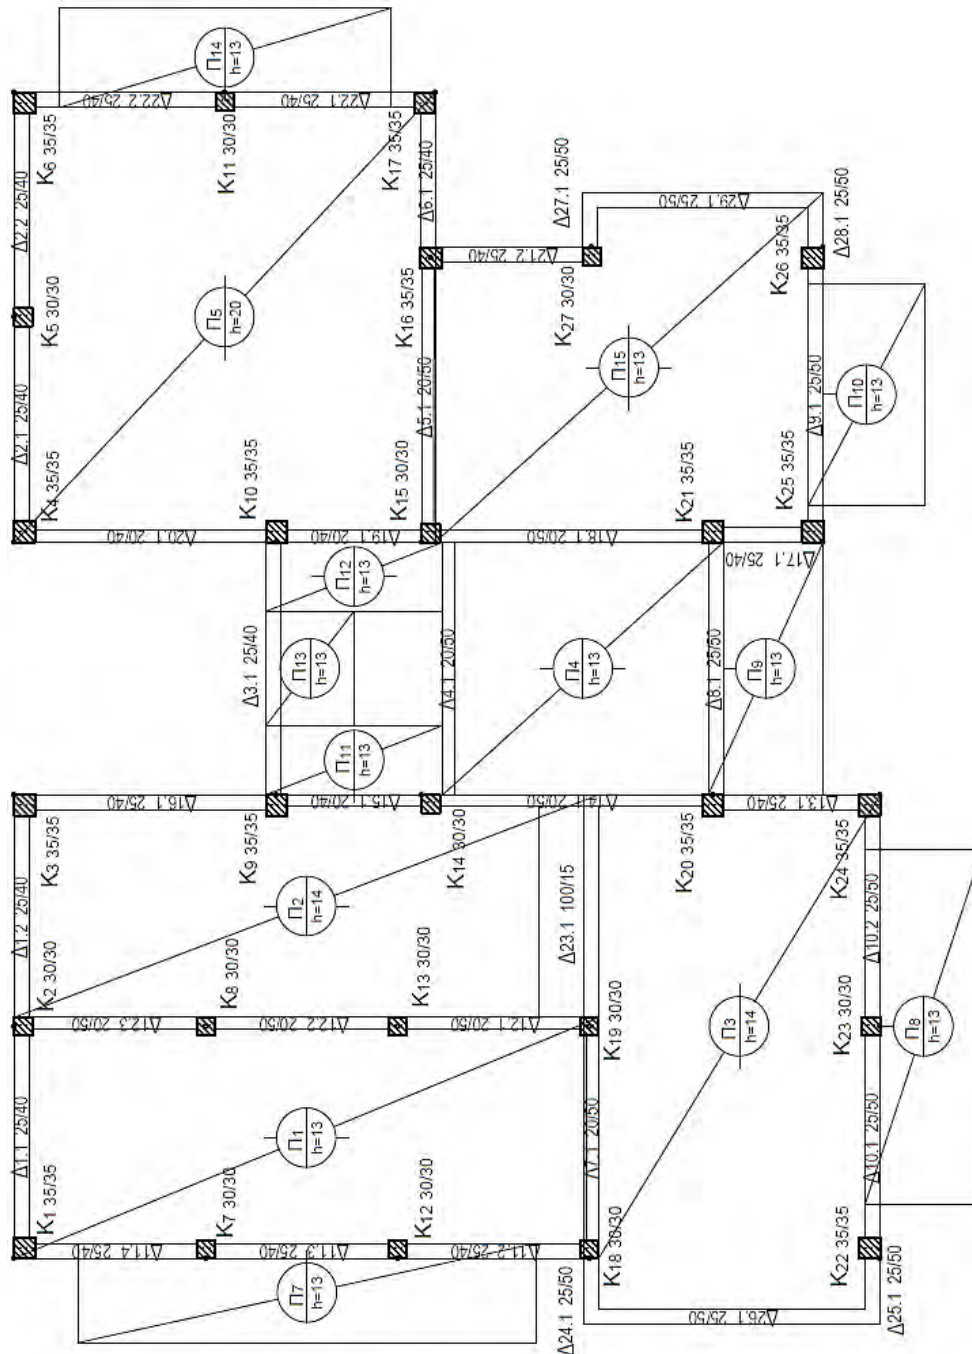 Π14
h=13
Δ22.2 25/40
Δ22.1 25/40
K6 35/35
K11 30/30
K17 35/35
Δ2.2 25/40
Δ6.1 25/40
Δ27.1 25/50
Δ29.1 25/50
Δ28.1 25/50
Δ21.2 25/40
K5 30/30
Π5
h=20
K16 35/35
K27 30/30
K26 35/35
Π15
h=13
Δ2.1 25/40
Δ5.1 20/50
Δ9.1 25/50
Π10
h=13
K4 35/35
K10 35/35
K15 30/30
K21 35/35
K25 35/35
Δ20.1 20/40
Δ19.1 20/40
Δ18.1 20/50
Δ17.1 25/40
Π12
h=13
Δ3.1 25/40
Π13
h=13
Δ4.1 20/50
Π4
h=13
Δ8.1 25/50
Π9
h=13
Π11
h=13
Δ16.1 25/40
Δ15.1 20/40
Δ14.1 20/50
Δ13.1 25/40
K3 35/35
K9 35/35
K14 30/30
K20 35/35
K24 35/35
Δ1.2 25/40
Π2
h=14
Δ23.1 100/15
Δ10.2 25/50
K2 30/30
K8 30/30
K13 30/30
K19 30/30
K23 30/30
Δ12.3 20/50
Δ12.2 20/50
Δ12.1 20/50
Π3
h=14
Π8
h=13
Δ1.1 25/40
Π1
h=13
Δ7.1 20/50
Δ10.1 25/50
K1 35/35
K7 30/30
K12 30/30
K18 30/30
K22 35/35
Δ11.4 25/40
Δ11.3 25/40
Δ11.2 25/40
Π7
h=13
Δ24.1 25/50
Δ26.1 25/50
Δ25.1 25/50